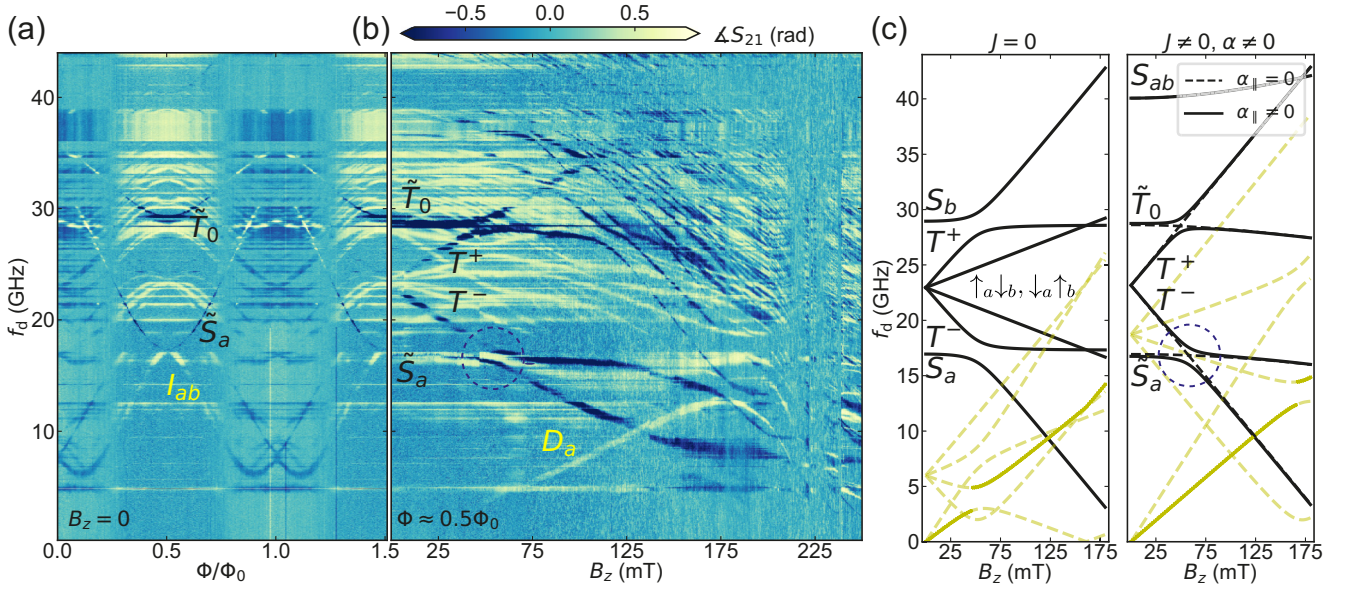 (a)
(b)
−0.5
0.0
0.5
∡S21 (rad)
(c)
J = 0
J ≠ 0, α ≠ 0
40
30
20
10
fd (GHz)
T̃0
S̃a
Iab
Bz = 0
0.0
0.5
1.0
1.5
Φ/Φ0
T̃0
T+
T−
S̃a
Da
Φ ≈ 0.5Φ0
25
75
125
175
225
Bz (mT)
40
35
30
25
20
15
10
5
0
fd (GHz)
Sb
T+
↑a↓b, ↓a↑b
T−
Sa
25
75
125
175
Bz (mT)
Sab
α∥ = 0
α∥ ≠ 0
T̃0
T+
T−
S̃a
25
75
125
175
Bz (mT)